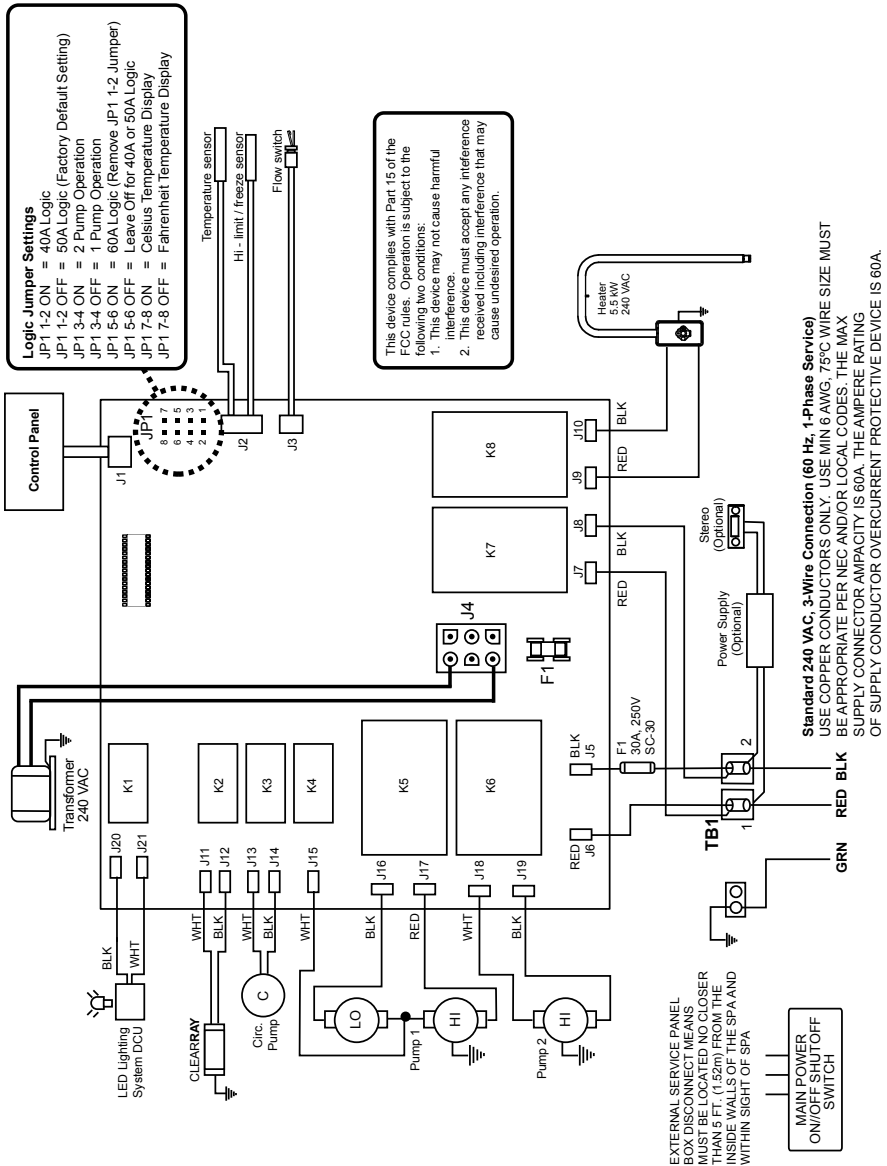 Control Panel
Logic Jumper Settings
JP1 1-2 ON = 40A Logic
JP1 1-2 OFF = 50A Logic (Factory Default Setting)
JP1 3-4 ON = 2 Pump Operation
JP1 3-4 OFF = 1 Pump Operation
JP1 5-6 ON = 60A Logic (Remove JP1 1-2 Jumper)
JP1 5-6 OFF = Leave Off for 40A or 50A Logic
JP1 7-8 ON = Celsius Temperature Display
JP1 7-8 OFF = Fahrenheit Temperature Display
Transformer
240 VAC
J1
JP1
8 7
6 5
4 3
2 1
J2
J3
Temperature sensor
Hi - limit / freeze sensor
Flow switch
LED Lighting
System DCU
BLK
WHT
J20
J21
K1
CLEARRAY
WHT
BLK
J11
J12
K2
Circ.
Pump
C
WHT
BLK
J13
J14
K3
WHT
J15
K4
J4
F1
This device complies with Part 15 of the
FCC rules. Operation is subject to the
following two conditions:
1. This device may not cause harmful
interference.
2. This device must accept any inteference
received including interference that may
cause undesired operation.
LO
HI
Pump 1
BLK
RED
J16
J17
K5
HI
Pump 2
WHT
BLK
J18
J19
K6
K7
K8
RED
J6
BLK
J5
J7
J8
J9
J10
RED
BLK
RED
BLK
F1
30A, 250V
SC-30
Heater
5.5 kW
240 VAC
Stereo
(Optional)
Power Supply
(Optional)
TB1
1
2
GRN
RED
BLK
EXTERNAL SERVICE PANEL
BOX DISCONNECT MEANS
MUST BE LOCATED NO CLOSER
THAN 5 FT. (1.52m) FROM THE
INSIDE WALLS OF THE SPA AND
WITHIN SIGHT OF SPA
MAIN POWER
ON//OFF SHUTOFF
SWITCH
Standard 240 VAC, 3-Wire Connection (60 Hz, 1-Phase Service)
USE COPPER CONDUCTORS ONLY. USE MIN 6 AWG, 75ºC WIRE SIZE MUST
BE APPROPRIATE PER NEC AND/OR LOCAL CODES. THE MAX
SUPPLY CONNECTOR AMPACITY IS 60A. THE AMPERE RATING
OF SUPPLY CONDUCTOR OVERCURRENT PROTECTIVE DEVICE IS 60A.